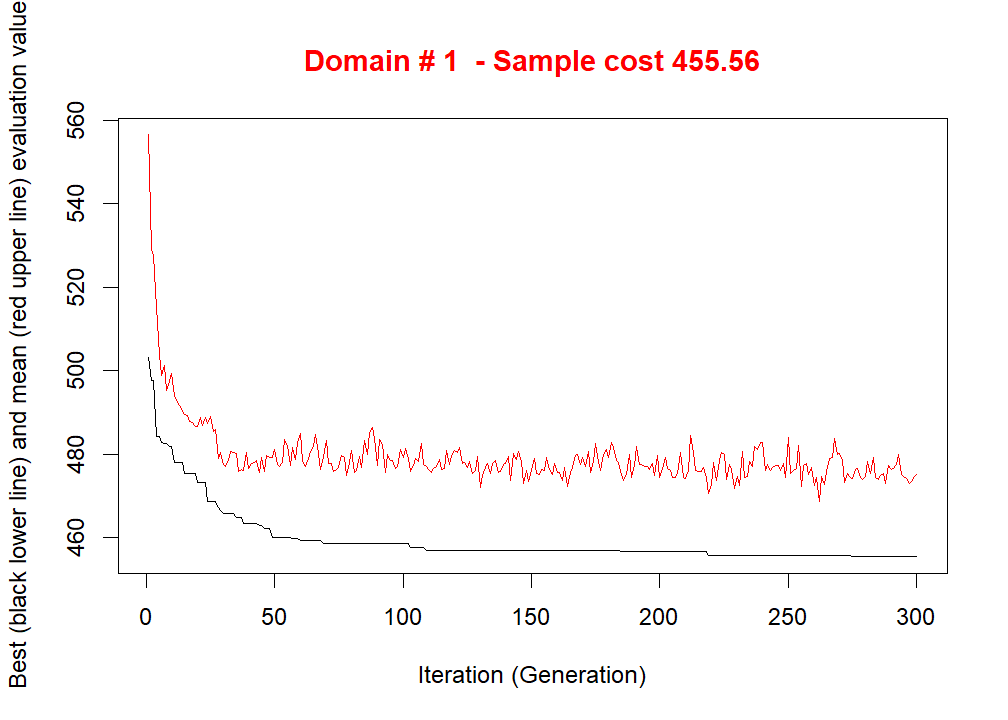 Domain # 1  - Sample cost 455.56
Best (black lower line) and mean (red upper line) evaluation value
560
540
520
500
480
460
0 50 100 150 200 250 300
Iteration (Generation)